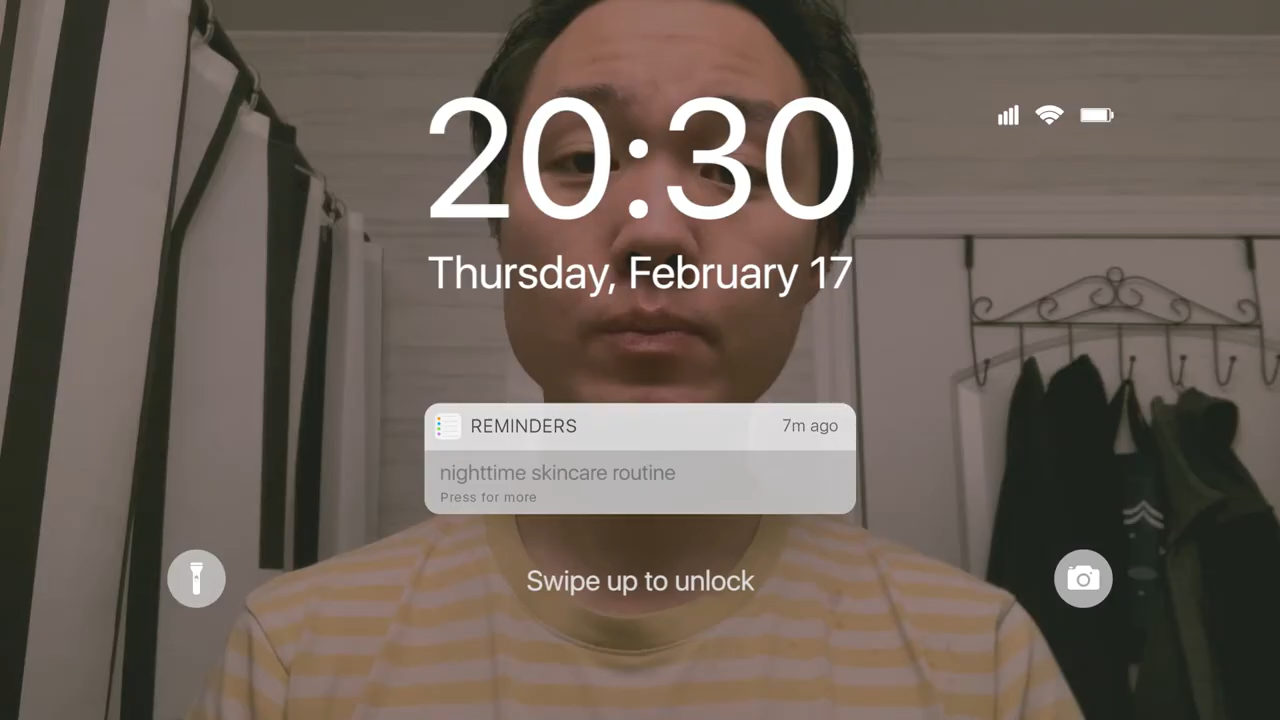 20:30
Thursday, February 17
REMINDERS 7m ago
nighttime skincare routine
Press for more
Swipe up to unlock